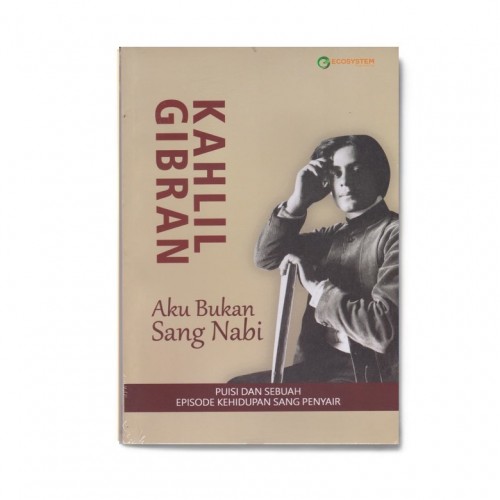 ECOSYSTEM
KAHLIL
GIBRAN
Aku Bukan
Sang Nabi
PUISI DAN SEBUAH
EPISODE KEHIDUPAN SANG PENYAIR